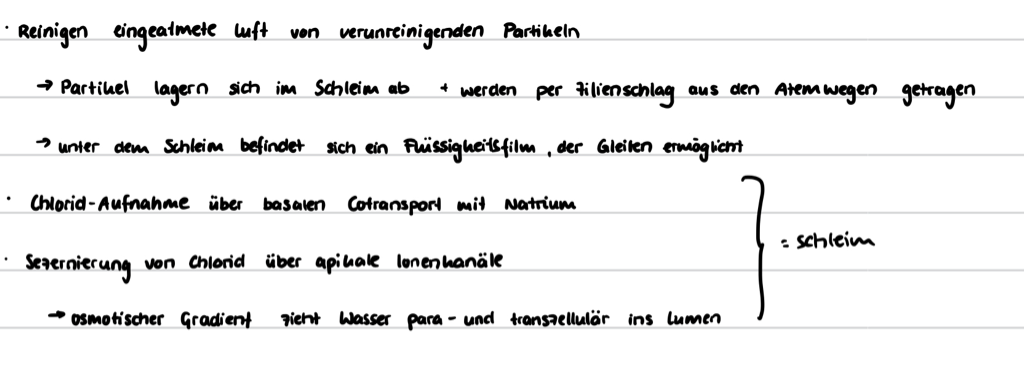 · Reinigen eingeatmete luft von verunreinigenden Partikeln
→ Partikel lagern sich im Schleim ab + werden per Zilienschlag aus den Atemwegen getragen
→ unter dem Schleim befindet sich ein Flüssigkeitsfilm, der Gleiten ermöglicht
· Chlorid-Aufnahme über basalen Cotransport mit Natrium
= schleim
· Sezernierung von Chlorid über apikale Ionenkanäle
→ osmotischer Gradient zieht Wasser para- und transzellulär ins Lumen